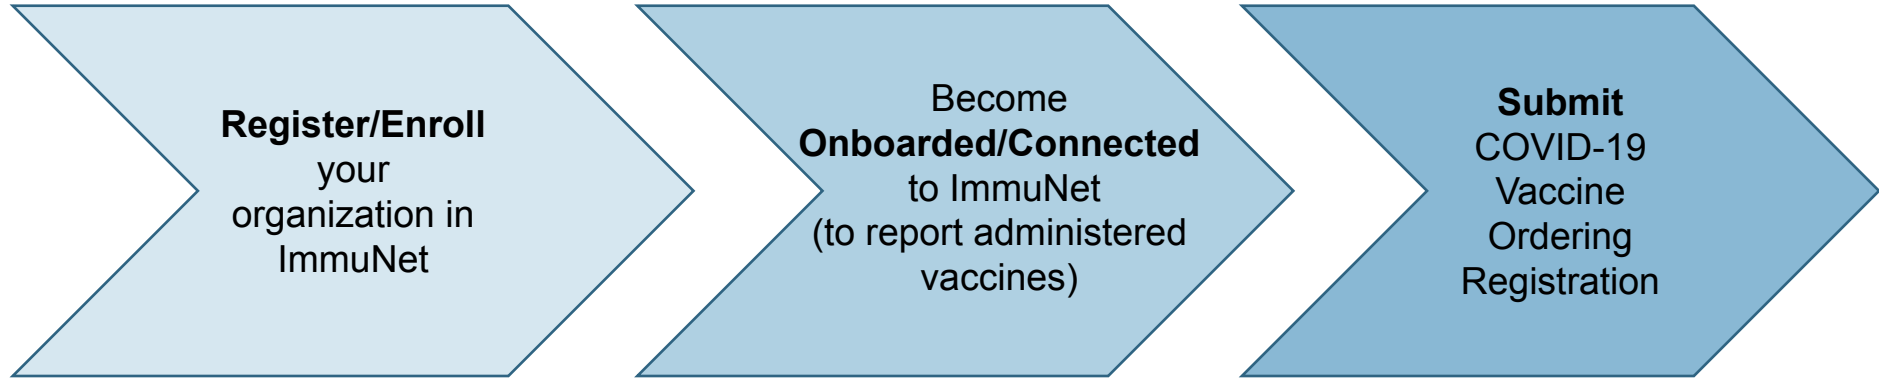 Register/Enroll
your
organization in
ImmuNet
Become
Onboarded/Connected
to ImmuNet
(to report administered
vaccines)
Submit
COVID-19
Vaccine
Ordering
Registration